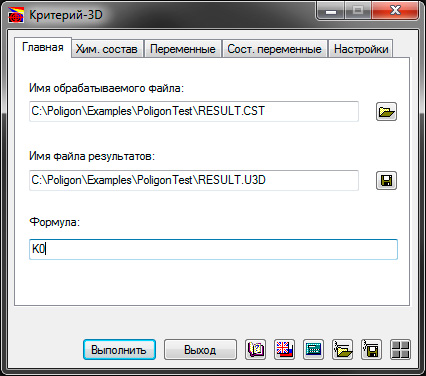 Критерий-3D
Главная Хим. состав Переменные Сост. переменные Настройки
Имя обрабатываемого файла:
C:\Poligon\Examples\PoligonTest\RESULT.CST
Имя файла результатов:
C:\Poligon\Examples\PoligonTest\RESULT.U3D
Формула:
K0
Выполнить Выход